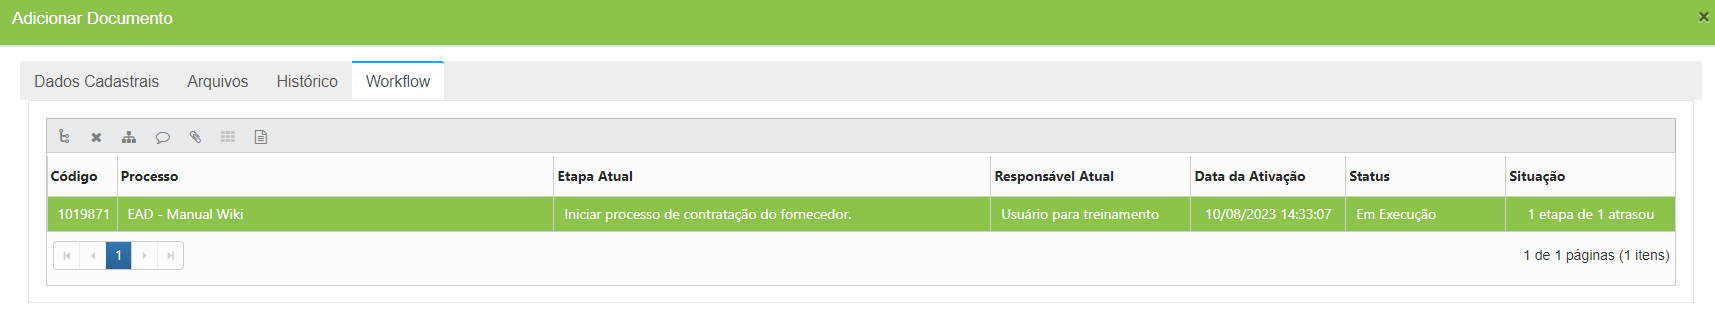 Adicionar Documento
Dados Cadastrais Arquivos Histórico Workflow
Código Processo Etapa Atual Responsável Atual Data da Ativação Status Situação
1019871 EAD - Manual Wiki Iniciar processo de contratação do fornecedor. Usuário para treinamento 10/08/2023 14:33:07 Em Execução 1 etapa de 1 atrasou
1 1 de 1 páginas (1 itens)